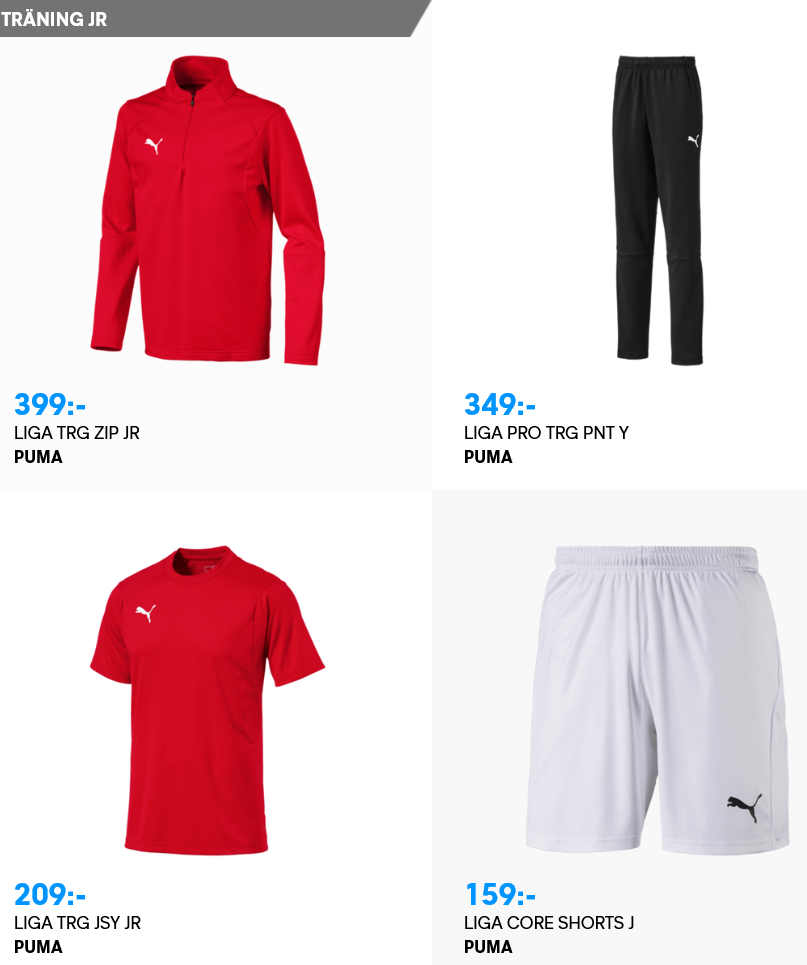 TRÄNING JR
399:-
LIGA TRG ZIP JR
PUMA
349:-
LIGA PRO TRG PNT Y
PUMA
209:-
LIGA TRG JSY JR
PUMA
159:-
LIGA CORE SHORTS J
PUMA